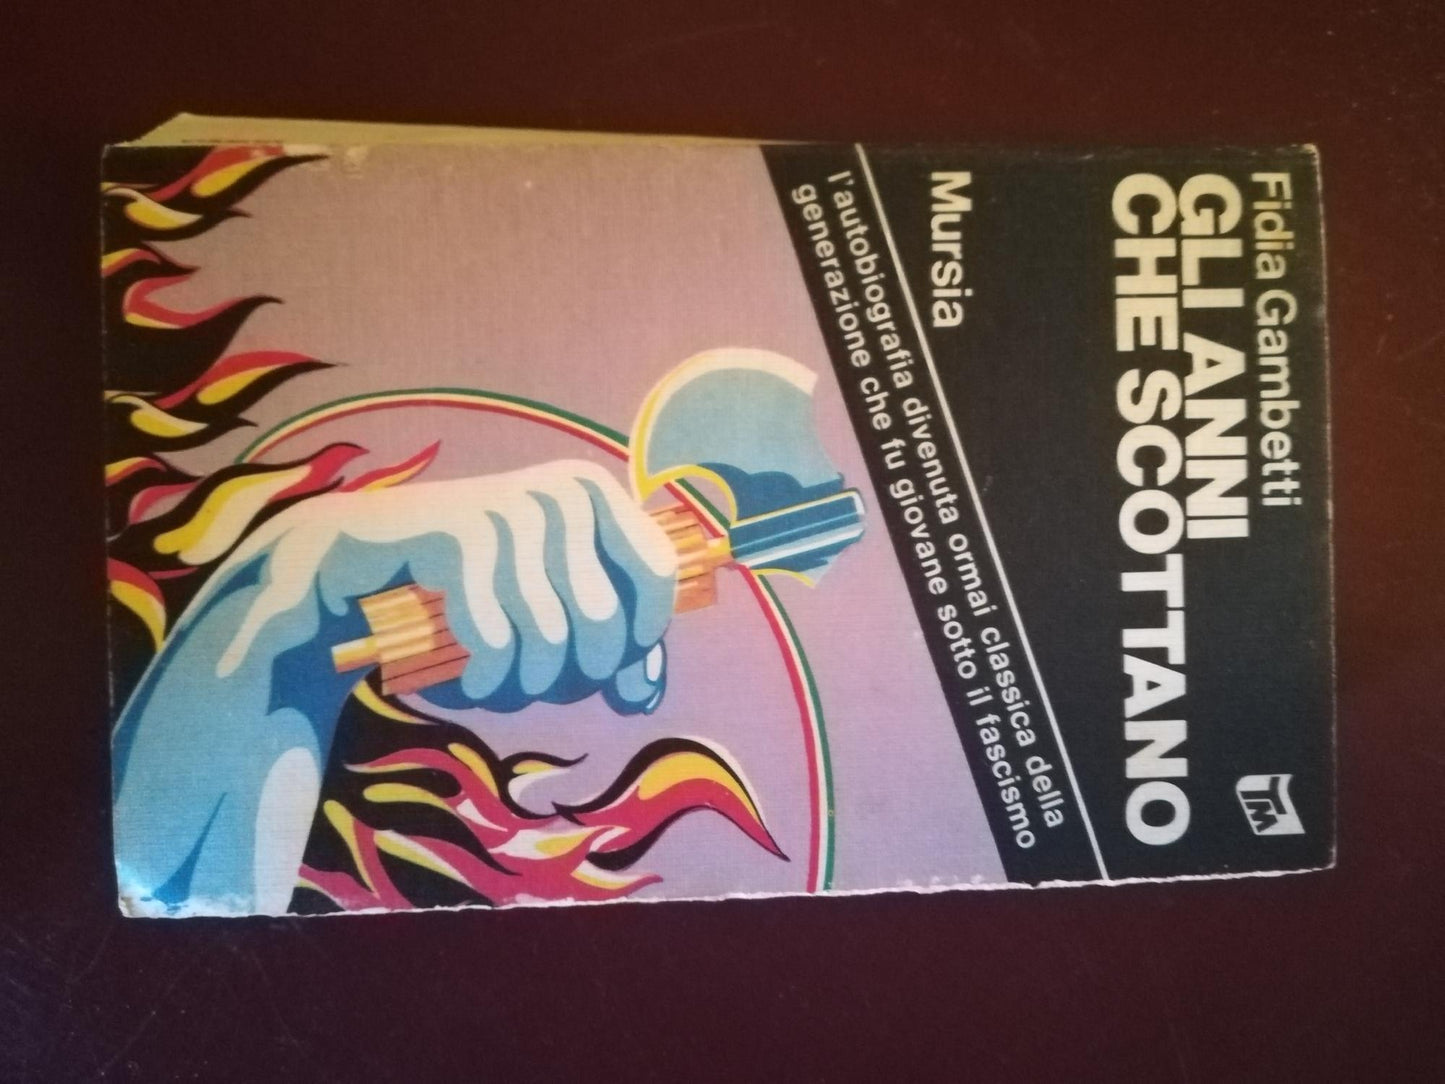 Fidia Gambetti
GLI ANNI
CHE SCOTTANO
TM
Mursia
l'autobiografia divenuta ormai classica della
generazione che fu giovane sotto il fascismo